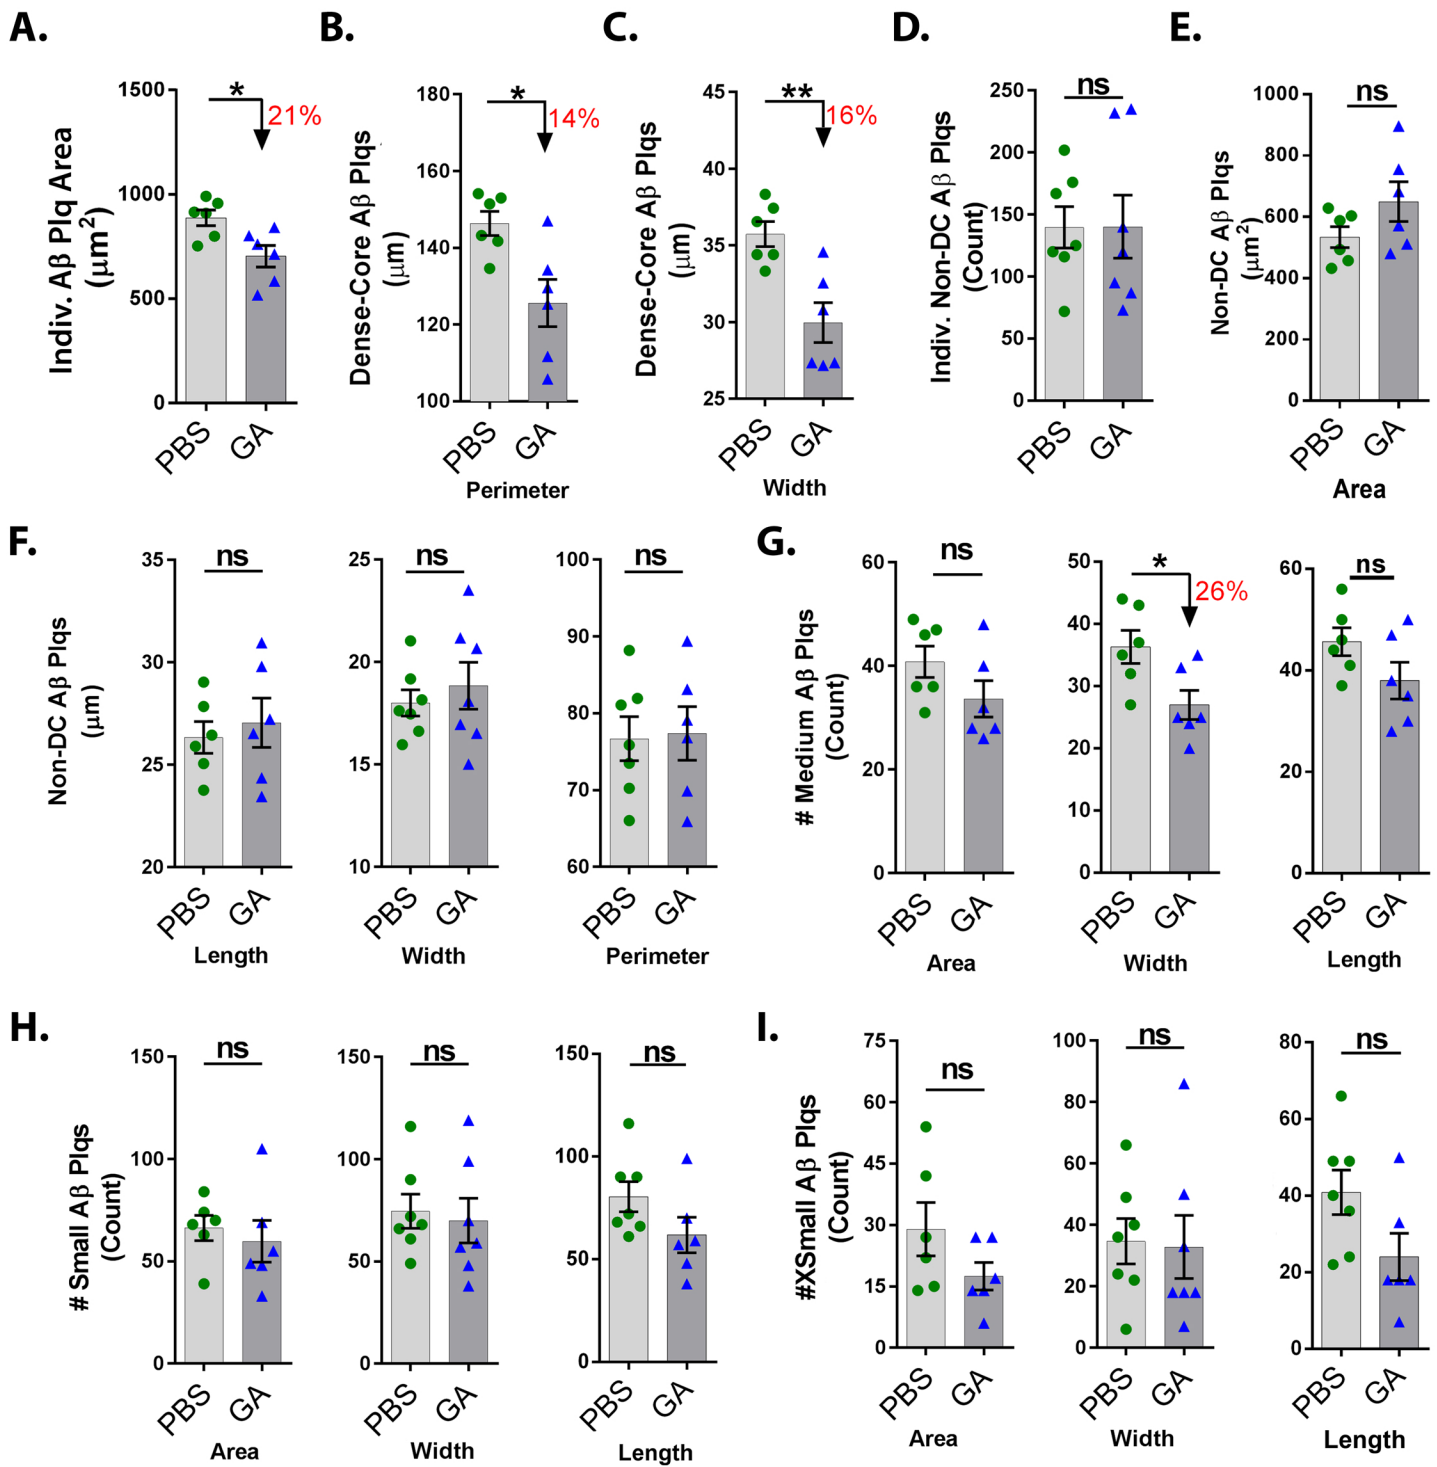 A.
Indiv. Aβ Plq Area
(μm²)
1500
1000
500
0
*
21%
PBS
GA
B.
Dense-Core Aβ Plqs
(μm)
180
160
140
120
100
*
14%
PBS
GA
Perimeter
C.
Dense-Core Aβ Plqs
(μm)
45
40
35
30
25
**
16%
PBS
GA
Width
D.
Indiv. Non-DC Aβ Plqs
(Count)
250
200
150
100
50
0
ns
PBS
GA
E.
Non-DC Aβ Plqs
(μm²)
1000
800
600
400
200
0
ns
PBS
GA
Area
F.
Non-DC Aβ Plqs
(μm)
35
30
25
20
ns
PBS
GA
Length
25
20
15
10
ns
PBS
GA
Width
100
90
80
70
60
ns
PBS
GA
Perimeter
G.
# Medium Aβ Plqs
(Count)
60
40
20
0
ns
PBS
GA
Area
50
40
30
20
10
0
*
26%
PBS
GA
Width
60
40
20
0
ns
PBS
GA
Length
H.
# Small Aβ Plqs
(Count)
150
100
50
0
ns
PBS
GA
Area
150
100
50
0
ns
PBS
GA
Width
150
100
50
0
ns
PBS
GA
Length
I.
#XSmall Aβ Plqs
(Count)
75
60
45
30
15
0
ns
PBS
GA
Area
100
80
60
40
20
0
ns
PBS
GA
Width
80
60
40
20
0
ns
PBS
GA
Length